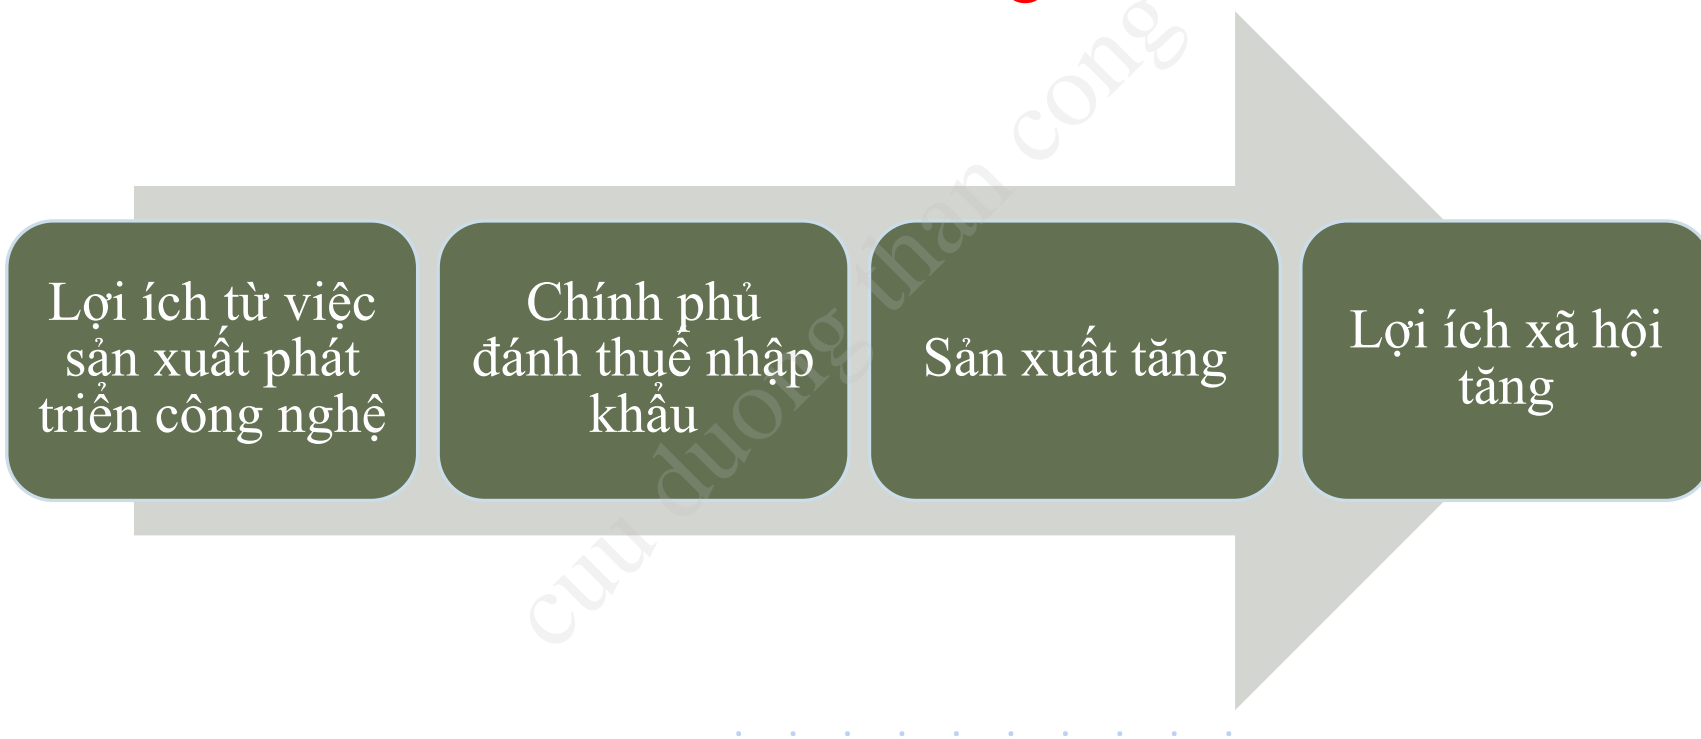 Lợi ích từ việc
sản xuất phát
triển công nghệ
Chính phủ
đánh thuế nhập
khẩu
Sản xuất tăng
Lợi ích xã hội
tăng
cuu duong than cong